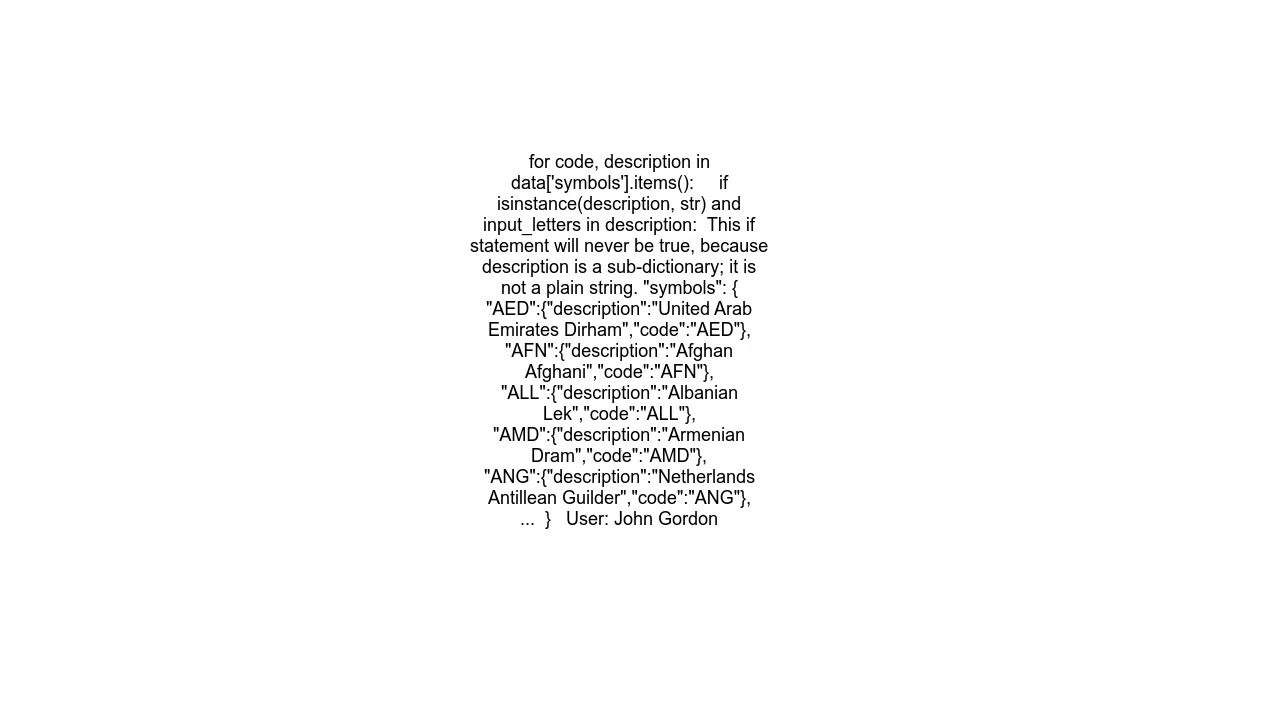 for code, description in
data['symbols'].items():     if
isinstance(description, str) and
input_letters in description:  This if
statement will never be true, because
description is a sub-dictionary; it is
not a plain string. "symbols": {
"AED":{"description":"United Arab
Emirates Dirham","code":"AED"},
"AFN":{"description":"Afghan
Afghani","code":"AFN"},
"ALL":{"description":"Albanian
Lek","code":"ALL"},
"AMD":{"description":"Armenian
Dram","code":"AMD"},
"ANG":{"description":"Netherlands
Antillean Guilder","code":"ANG"},
...  }   User: John Gordon